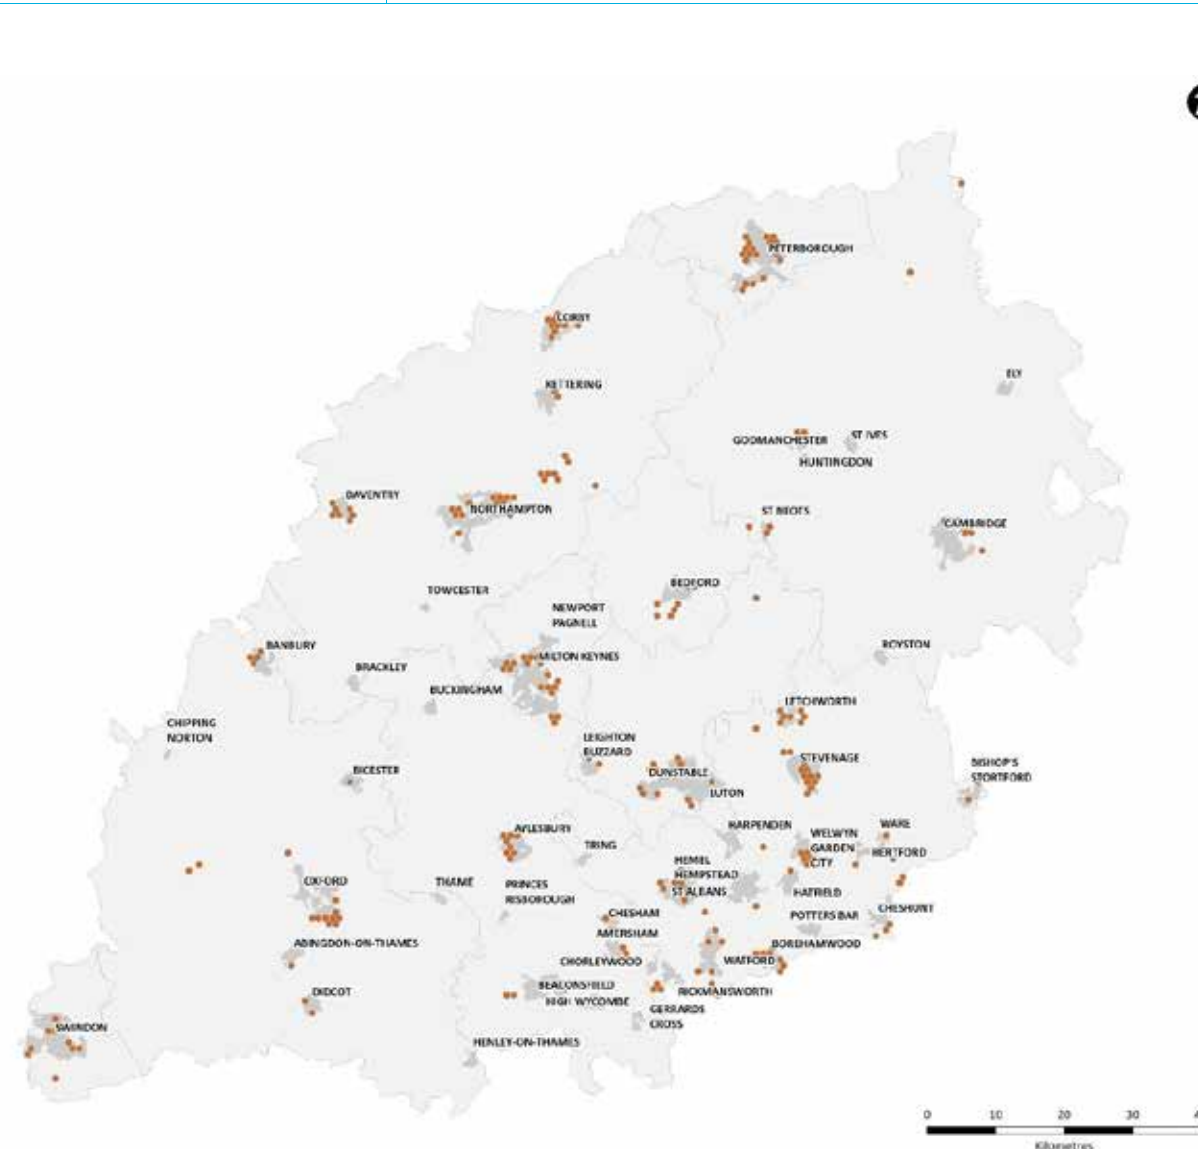 PETERBOROUGH
CORBY
KETTERING
ELY
GODMANCHESTER
ST IVES
HUNTINGDON
DAVENTRY
NORTHAMPTON
ST NEOTS
CAMBRIDGE
TOWCESTER
BEDFORD
NEWPORT
PAGNELL
BANBURY
MILTON KEYNES
ROYSTON
BRACKLEY
BUCKINGHAM
LETCHWORTH
CHIPPING
NORTON
LEIGHTON
BUZZARD
STEVENAGE
BICESTER
DUNSTABLE
BISHOP'S
STORTFORD
LUTON
AYLESBURY
HARPENDEN
WELWYN
GARDEN
CITY
WARE
TRING
HERTFORD
HEMEL
HEMPSTEAD
OXFORD
THAME
PRINCES
RISBOROUGH
ST ALBANS
HATFIELD
CHESHAM
POTTERS BAR
CHESHUNT
AMERSHAM
ABINGDON-ON-THAMES
BOREHAMWOOD
CHORLEYWOOD
WATFORD
DIDCOT
BEACONSFIELD
HIGH WYCOMBE
RICKMANSWORTH
GERRARDS
CROSS
SWINDON
HENLEY-ON-THAMES
0 10 20 30 4
Kilometres